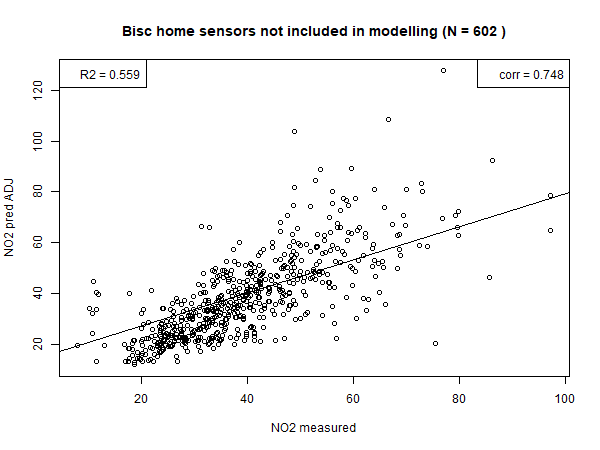 Bisc home sensors not included in modelling (N = 602 )
R2 = 0.559
corr = 0.748
NO2 pred ADJ
120
100
80
60
40
20
20 40 60 80 100
NO2 measured